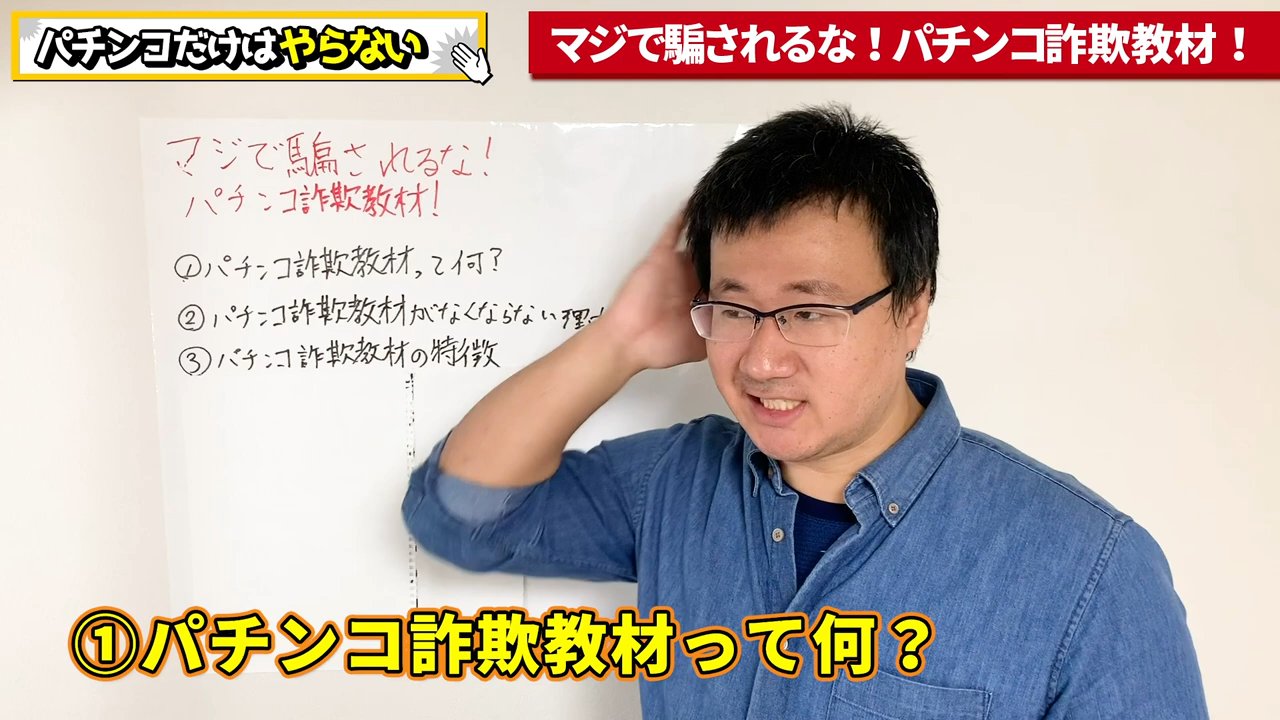 パチンコだけはやらない
マジで騙されるな！パチンコ詐欺教材！
マジで騙されるな!
パチンコ詐欺教材!
①パチンコ詐欺教材って何?
②パチンコ詐欺教材がなくならない理
③パチンコ詐欺教材の特徴
①パチンコ詐欺教材って何？